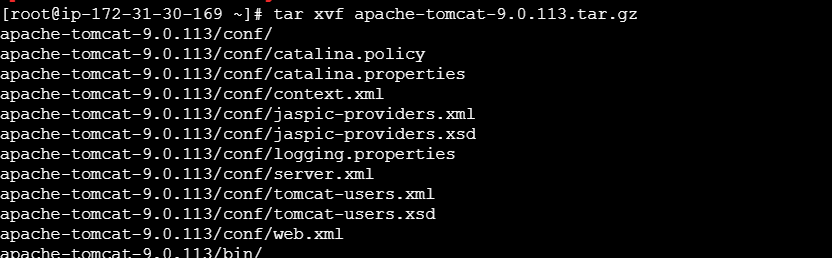 [root@ip-172-31-30-169 ~]# tar xvf apache-tomcat-9.0.113.tar.gz
apache-tomcat-9.0.113/conf/
apache-tomcat-9.0.113/conf/catalina.policy
apache-tomcat-9.0.113/conf/catalina.properties
apache-tomcat-9.0.113/conf/context.xml
apache-tomcat-9.0.113/conf/jaspic-providers.xml
apache-tomcat-9.0.113/conf/jaspic-providers.xsd
apache-tomcat-9.0.113/conf/logging.properties
apache-tomcat-9.0.113/conf/server.xml
apache-tomcat-9.0.113/conf/tomcat-users.xml
apache-tomcat-9.0.113/conf/tomcat-users.xsd
apache-tomcat-9.0.113/conf/web.xml
apache-tomcat-9.0.113/bin/